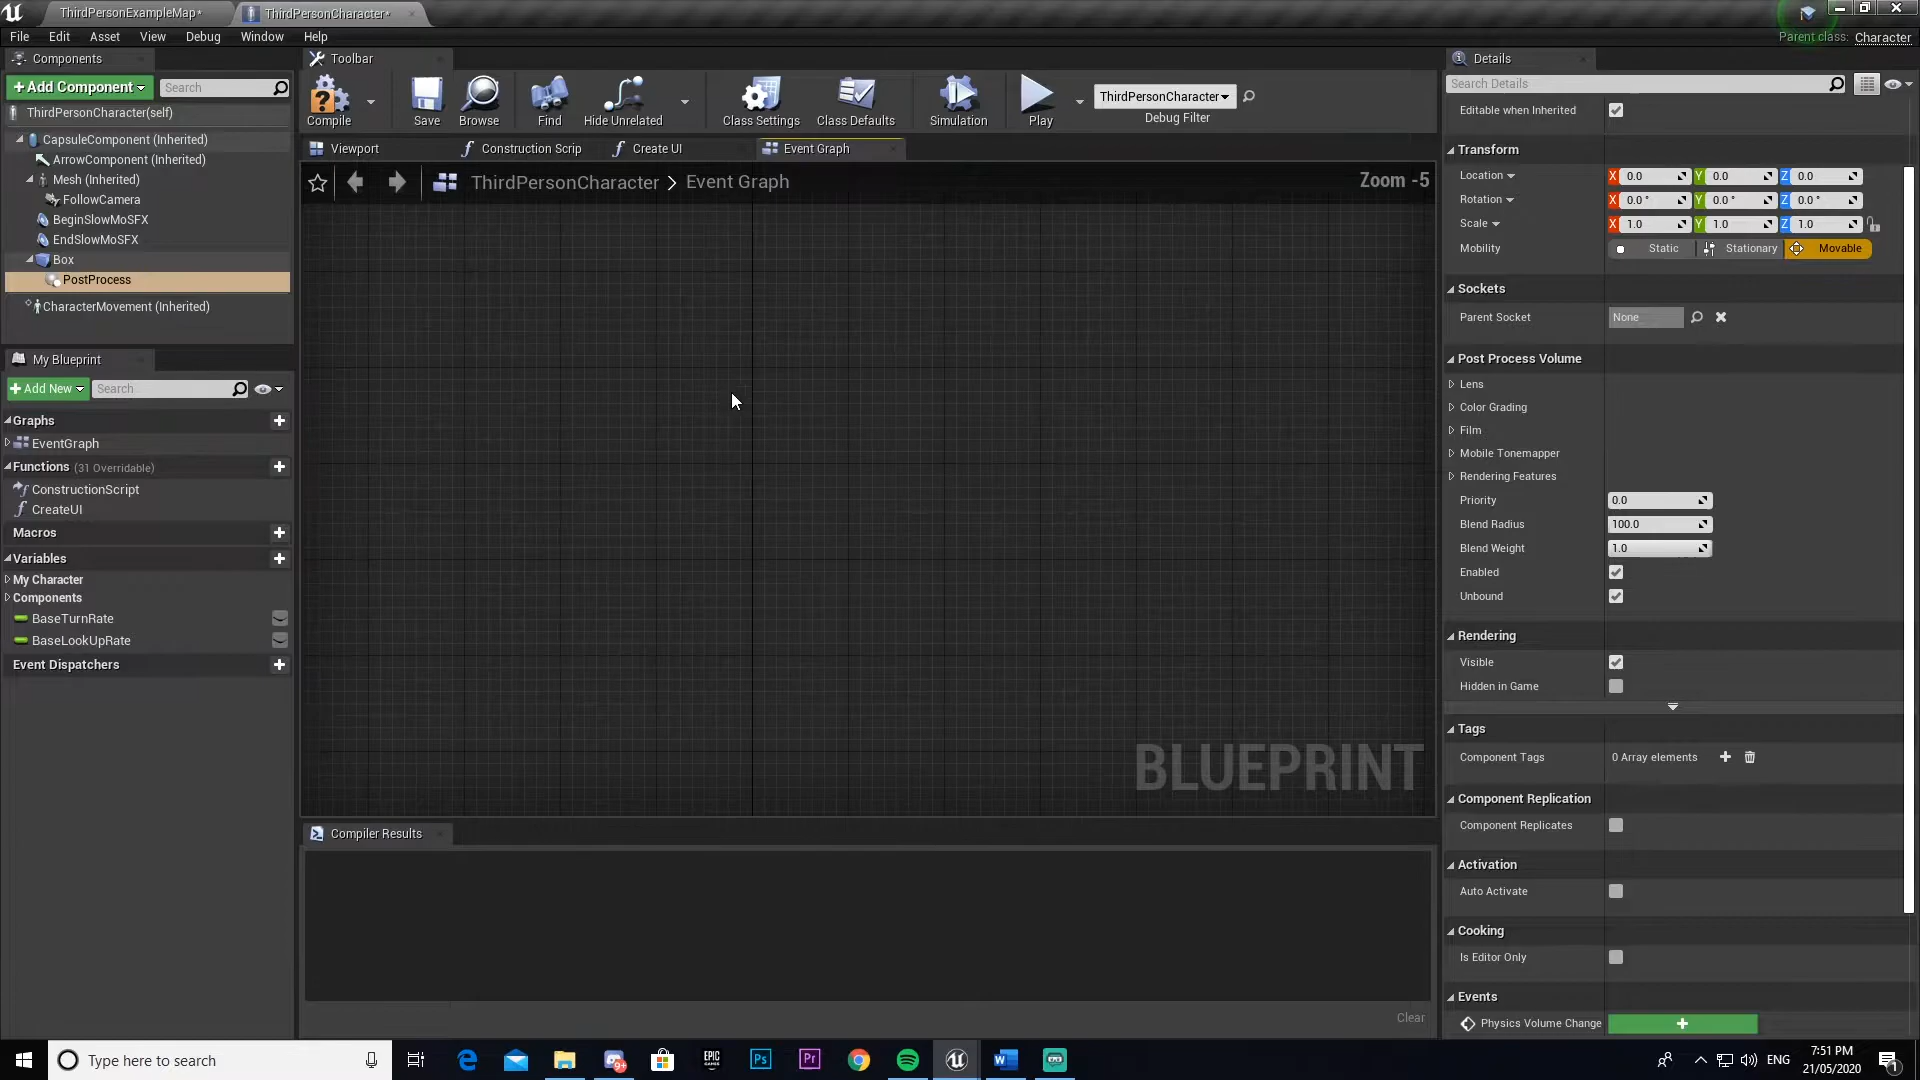 ThirdPersonExampleMap*
ThirdPersonCharacter*
File Edit Asset View Debug Window Help
Parent class: Character
Components
+Add Component
Search
ThirdPersonCharacter(self)
CapsuleComponent (Inherited)
ArrowComponent (Inherited)
Mesh (Inherited)
FollowCamera
BeginSlowMoSFX
EndSlowMoSFX
Box
PostProcess
CharacterMovement (Inherited)
My Blueprint
+Add New
Search
Graphs
EventGraph
Functions (31 Overridable)
ConstructionScript
CreateUI
Macros
Variables
My Character
Components
BaseTurnRate
BaseLookUpRate
Event Dispatchers
Toolbar
Compile
Save
Browse
Find
Hide Unrelated
Class Settings
Class Defaults
Simulation
Play
ThirdPersonCharacter
Debug Filter
Viewport
Construction Scrip
Create UI
Event Graph
ThirdPersonCharacter > Event Graph
Zoom -5
BLUEPRINT
Compiler Results
Clear
Details
Search Details
Editable when Inherited
Transform
Location X 0.0 Y 0.0 Z 0.0
Rotation X 0.0 ° Y 0.0 ° Z 0.0 °
Scale X 1.0 Y 1.0 Z 1.0
Mobility Static Stationary Movable
Sockets
Parent Socket None
Post Process Volume
Lens
Color Grading
Film
Mobile Tonemapper
Rendering Features
Priority 0.0
Blend Radius 100.0
Blend Weight 1.0
Enabled
Unbound
Rendering
Visible
Hidden in Game
Tags
Component Tags 0 Array elements
Component Replication
Component Replicates
Activation
Auto Activate
Cooking
Is Editor Only
Events
Physics Volume Change +
Type here to search
EPIC GAMES
Ps
Pr
9+
W
ENG
7:51 PM
21/05/2020
1